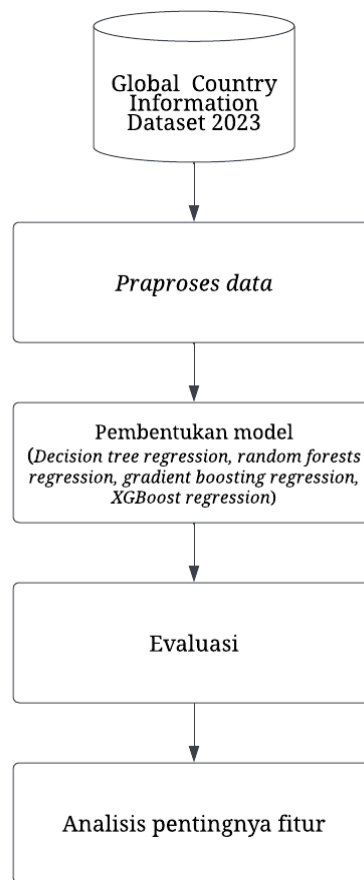 Global Country
Information
Dataset 2023
Praproses data
Pembentukan model
(Decision tree regression, random forests
regression, gradient boosting regression,
XGBoost regression)
Evaluasi
Analisis pentingnya fitur